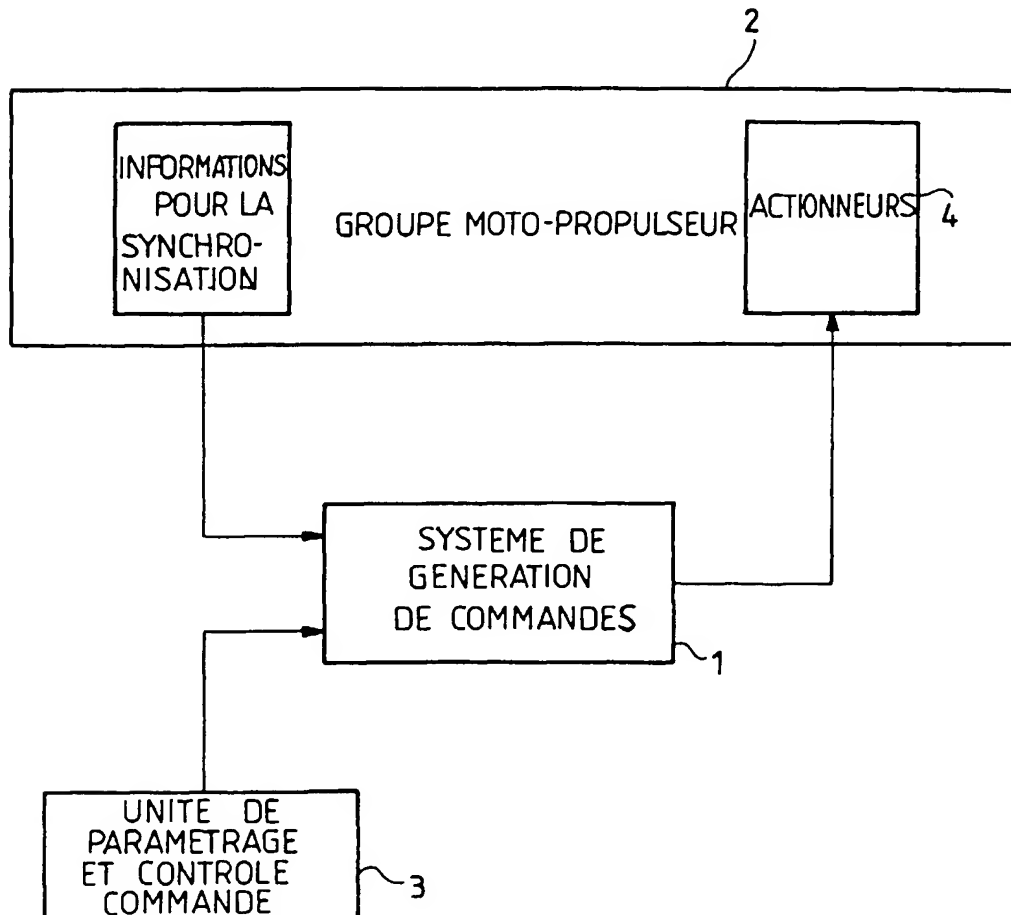 2
INFORMATIONS
POUR LA
SYNCHRO-
NISATION
GROUPE MOTO-PROPULSEUR
ACTIONNEURS
4
SYSTEME DE
GENERATION
DE COMMANDES
1
UNITE DE
PARAMETRAGE
ET CONTROLE
COMMANDE
3